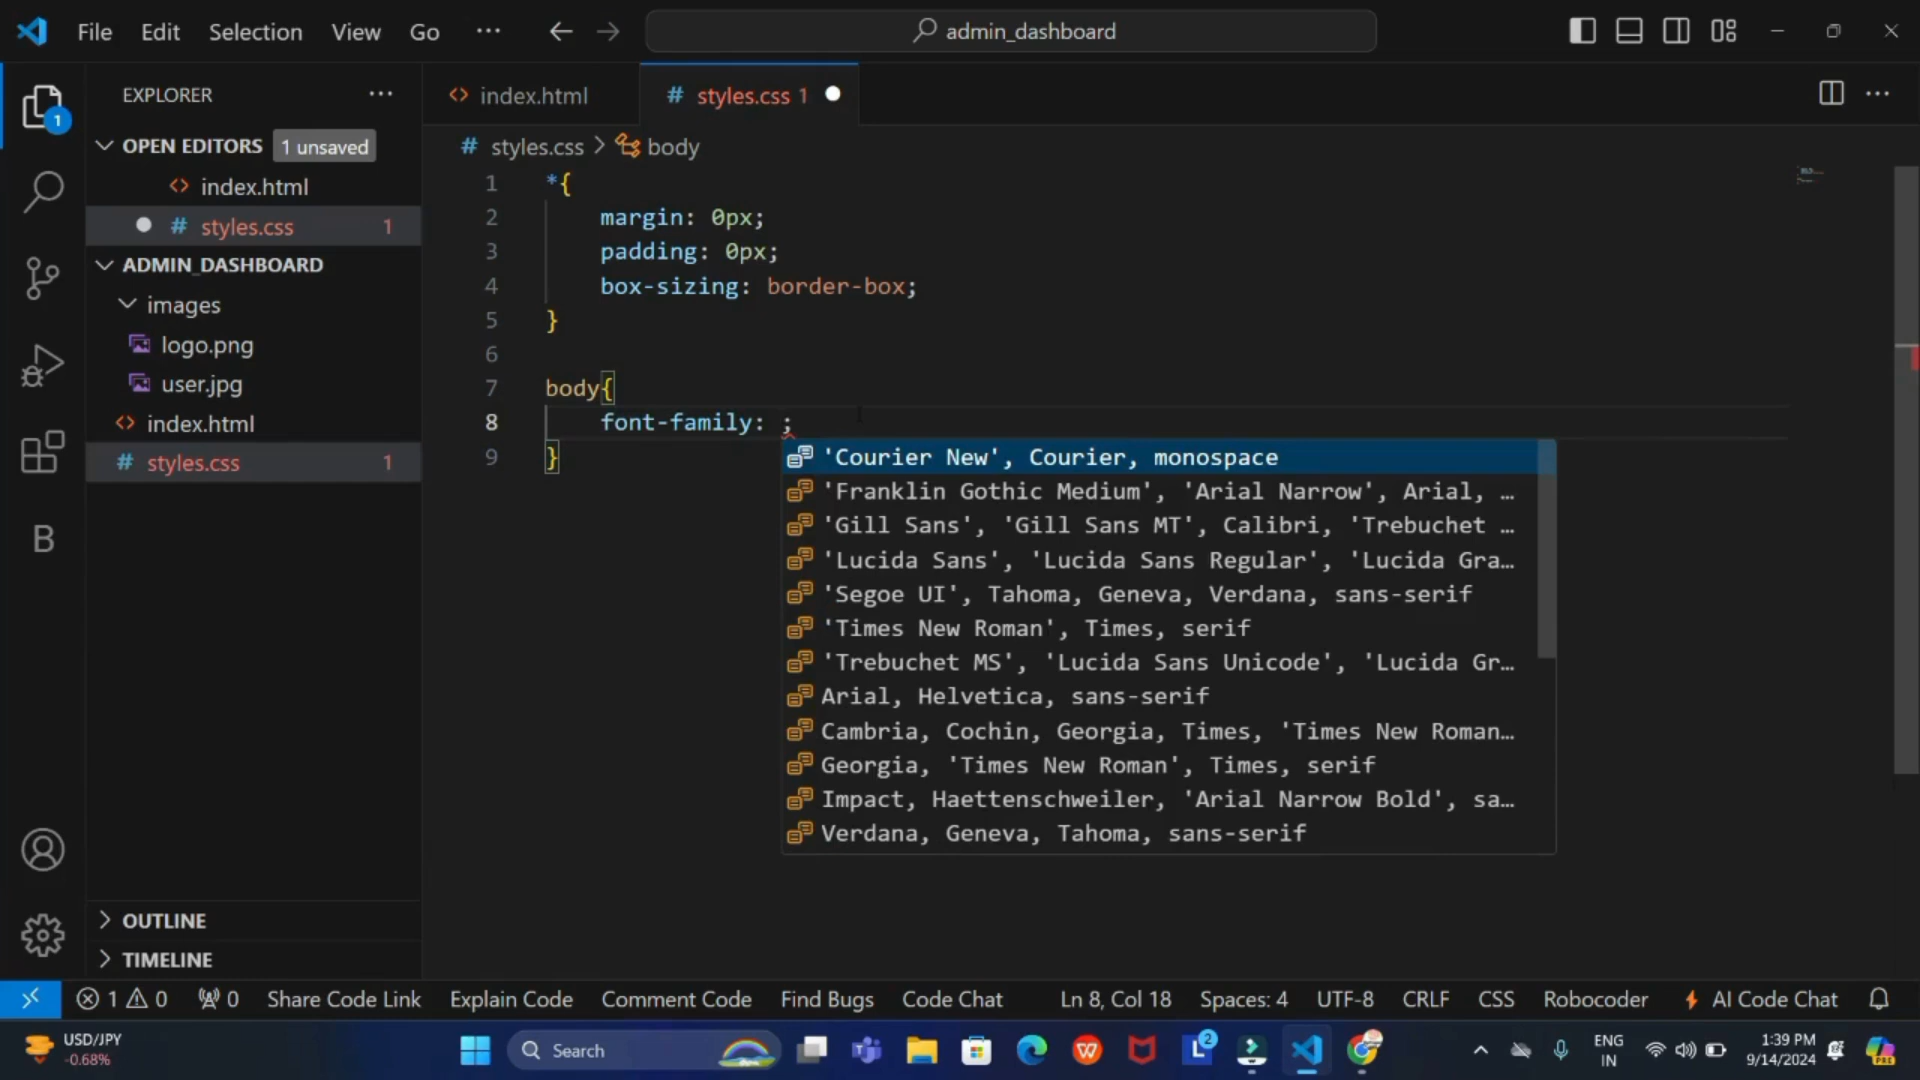 File Edit Selection View Go ··· admin_dashboard
EXPLORER ···
1
OPEN EDITORS 1 unsaved
index.html
# styles.css 1
ADMIN_DASHBOARD
images
logo.png
user.jpg
index.html
# styles.css 1
B
OUTLINE
TIMELINE
index.html # styles.css 1 ···
# styles.css > body
1 *{
2 margin: 0px;
3 padding: 0px;
4 box-sizing: border-box;
5 }
6
7 body{
8 font-family: ;
9 }
'Courier New', Courier, monospace
'Franklin Gothic Medium', 'Arial Narrow', Arial, …
'Gill Sans', 'Gill Sans MT', Calibri, 'Trebuchet …
'Lucida Sans', 'Lucida Sans Regular', 'Lucida Gra…
'Segoe UI', Tahoma, Geneva, Verdana, sans-serif
'Times New Roman', Times, serif
'Trebuchet MS', 'Lucida Sans Unicode', 'Lucida Gr…
Arial, Helvetica, sans-serif
Cambria, Cochin, Georgia, Times, 'Times New Roman…
Georgia, 'Times New Roman', Times, serif
Impact, Haettenschweiler, 'Arial Narrow Bold', sa…
Verdana, Geneva, Tahoma, sans-serif
1 0 0 Share Code Link Explain Code Comment Code Find Bugs Code Chat Ln 8, Col 18 Spaces: 4 UTF-8 CRLF CSS Robocoder AI Code Chat
USD/JPY
-0.68%
Search
2
ENG
IN
1:39 PM
9/14/2024
PRE